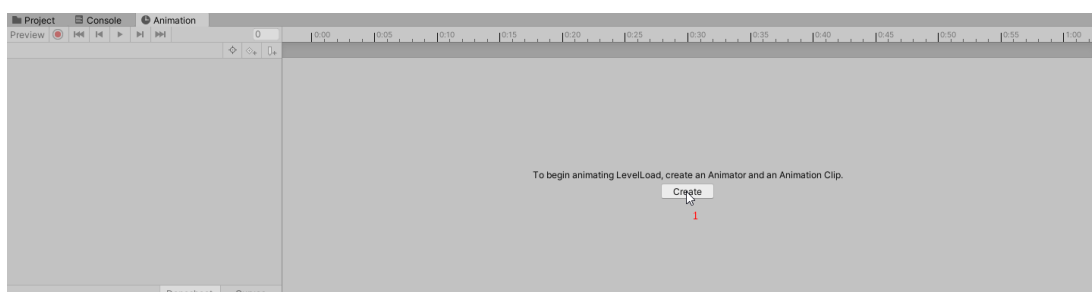 Project Console Animation
Preview 0 0:00 0:05 0:10 0:15 0:20 0:25 0:30 0:35 0:40 0:45 0:50 0:55 1:00
To begin animating LevelLoad, create an Animator and an Animation Clip.
Create
1